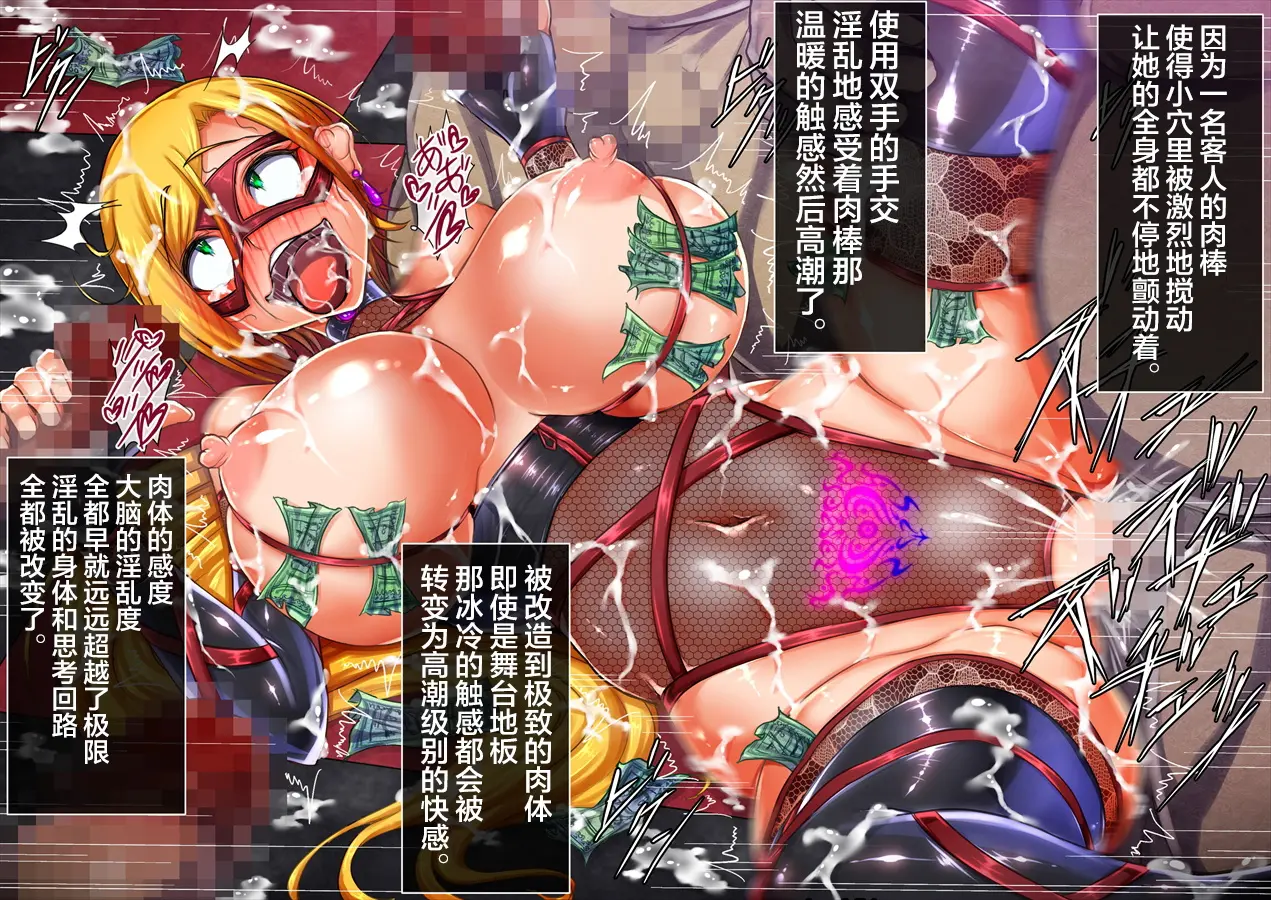 因为一名客人的肉棒
使得小穴里被激烈地搅动
让她的全身都不停地颤动着。
使用双手的手交
淫乱地感受着肉棒那
温暖的触感然后高潮了。
被改造到极致的肉体
即使是舞台地板
那冰冷的触感都会被
转变为高潮级别的快感。
肉体的感度
大脑的淫乱度
全都早就远远超越了极限
淫乱的身体和思考回路
全都被改变了。